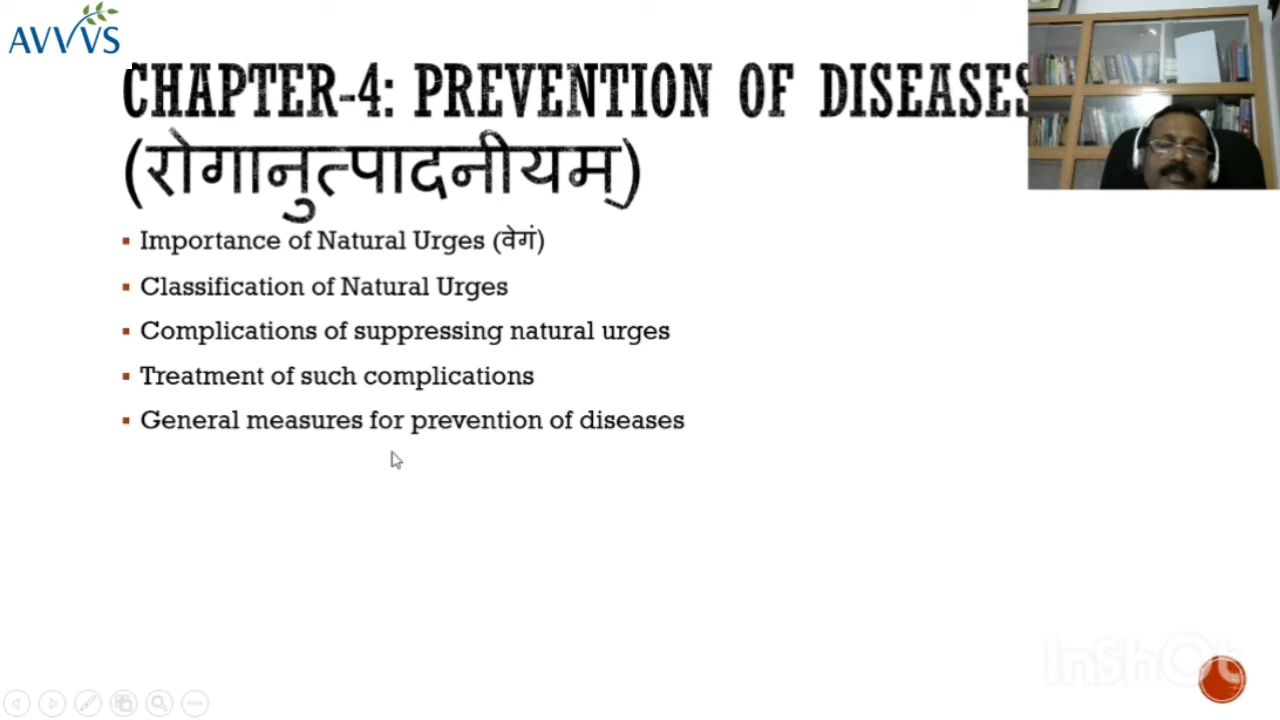 AVVVS
CHAPTER-4: PREVENTION OF DISEASES
(रोगानुत्पादनीयम्)
▪ Importance of Natural Urges (वेगं)
▪ Classification of Natural Urges
▪ Complications of suppressing natural urges
▪ Treatment of such complications
▪ General measures for prevention of diseases
InShOt